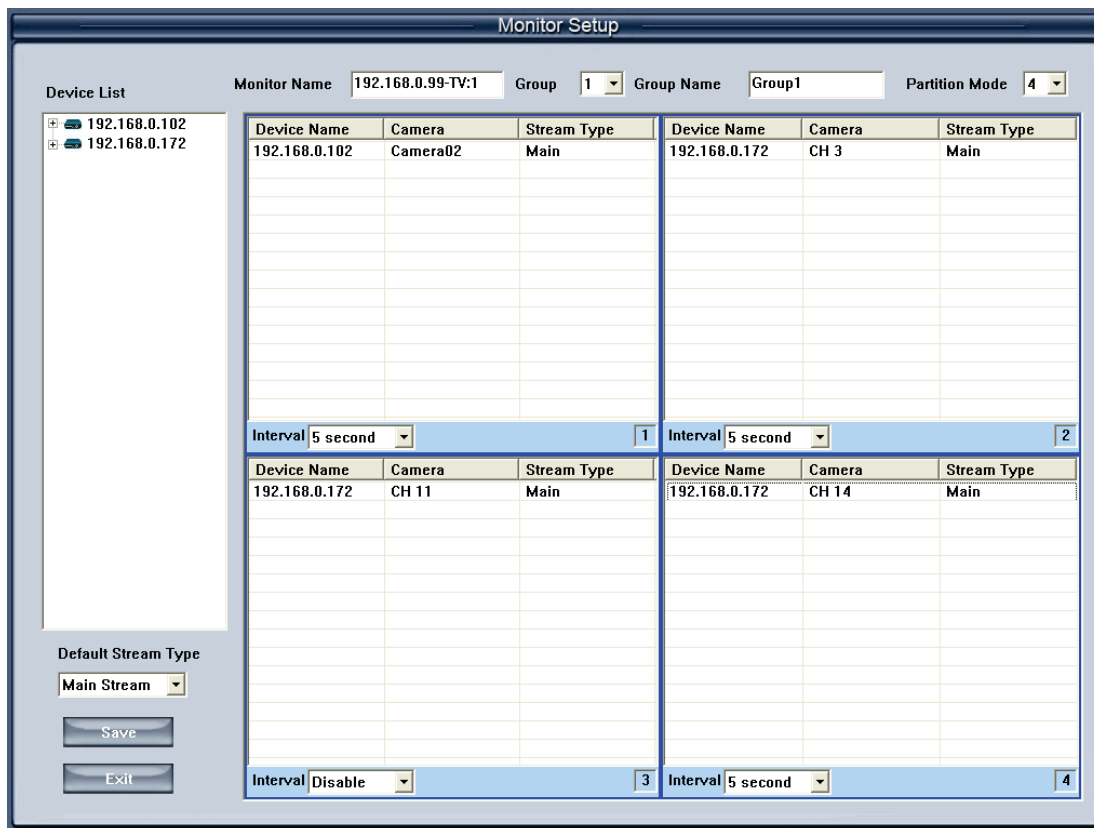 Monitor Setup
Monitor Name 192.168.0.99-TV:1 Group 1 Group Name Group1 Partition Mode 4
Device List
192.168.0.102
192.168.0.172
Device Name Camera Stream Type
192.168.0.102 Camera02 Main
Interval 5 second 1
Device Name Camera Stream Type
192.168.0.172 CH 3 Main
Interval 5 second 2
Device Name Camera Stream Type
192.168.0.172 CH 11 Main
Interval Disable 3
Device Name Camera Stream Type
192.168.0.172 CH 14 Main
Interval 5 second 4
Default Stream Type
Main Stream
Save
Exit